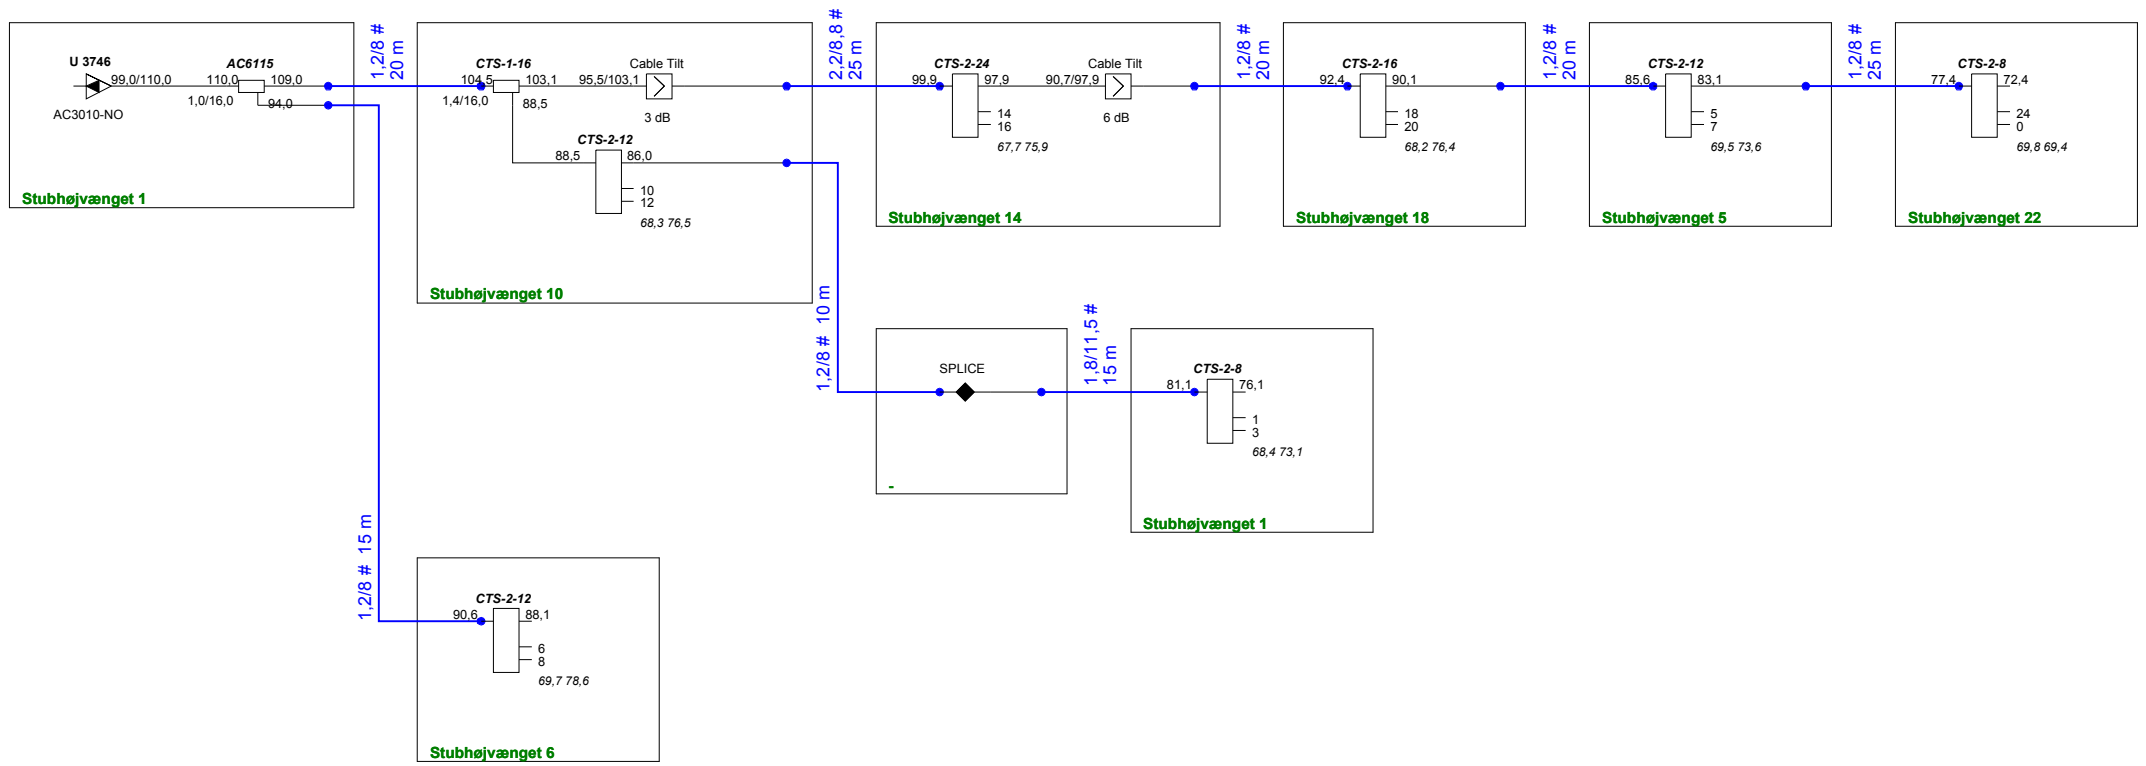 U 3746
99,0/110,0
AC3010-NO
AC6115
110,0
109,0
1,0/16,0
94,0
Stubhøjvænget 1
1,2/8 #
20 m
CTS-1-16
104,5
103,1
1,4/16,0
88,5
95,5/103,1
Cable Tilt
3 dB
CTS-2-12
88,5
86,0
10
12
68,3 76,5
Stubhøjvænget 10
2,2/8,8 #
25 m
CTS-2-24
99,9
97,9
14
16
67,7 75,9
90,7/97,9
Cable Tilt
6 dB
Stubhøjvænget 14
1,2/8 #
20 m
CTS-2-16
92,4
90,1
18
20
68,2 76,4
Stubhøjvænget 18
1,2/8 #
20 m
CTS-2-12
85,6
83,1
5
7
69,5 73,6
Stubhøjvænget 5
1,2/8 #
25 m
CTS-2-8
77,4
72,4
24
0
69,8 69,4
Stubhøjvænget 22
1,2/8 # 10 m
SPLICE
-
1,8/11,5 #
15 m
CTS-2-8
81,1
76,1
1
3
68,4 73,1
Stubhøjvænget 1
1,2/8 # 15 m
CTS-2-12
90,6
88,1
6
8
69,7 78,6
Stubhøjvænget 6